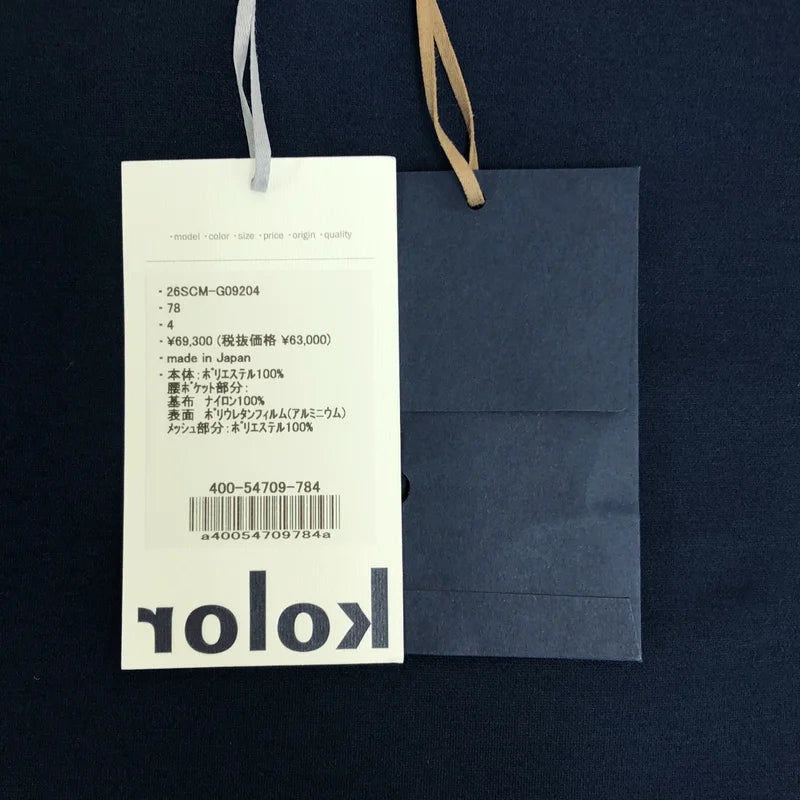 ・model ・color ・size ・price ・origin ・quality
・26SCM-G09204
・78
・4
・¥69,300 (税抜価格 ¥63,000)
・made in Japan
・本体:ポリエステル100%
腰ポケット部分:
基布 ナイロン100%
表面 ポリウレタンフィルム(アルミニウム)
メッシュ部分:ポリエステル100%
400-54709-784
a40054709784a
kolor